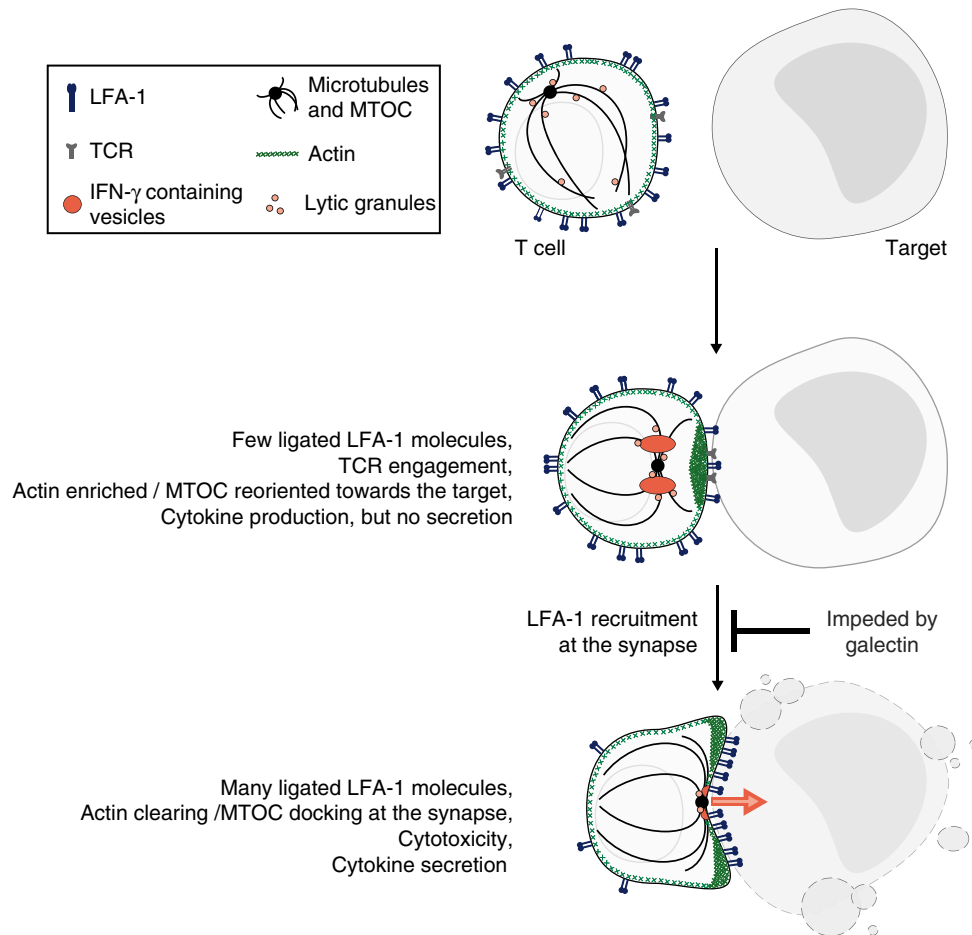 LFA-1
Microtubules
and MTOC
TCR
Actin
IFN-γ containing
vesicles
Lytic granules
T cell
Target
Few ligated LFA-1 molecules,
TCR engagement,
Actin enriched / MTOC reoriented towards the target,
Cytokine production, but no secretion
LFA-1 recruitment
at the synapse
Impeded by
galectin
Many ligated LFA-1 molecules,
Actin clearing /MTOC docking at the synapse,
Cytotoxicity,
Cytokine secretion